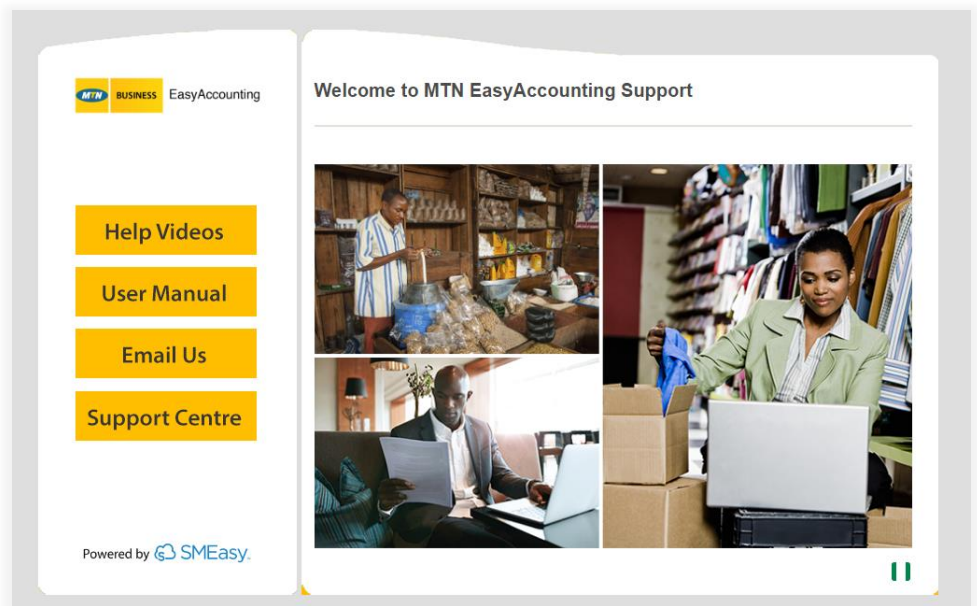 MTN BUSINESS EasyAccounting
Help Videos
User Manual
Email Us
Support Centre
Powered by SMEasy.
Welcome to MTN EasyAccounting Support